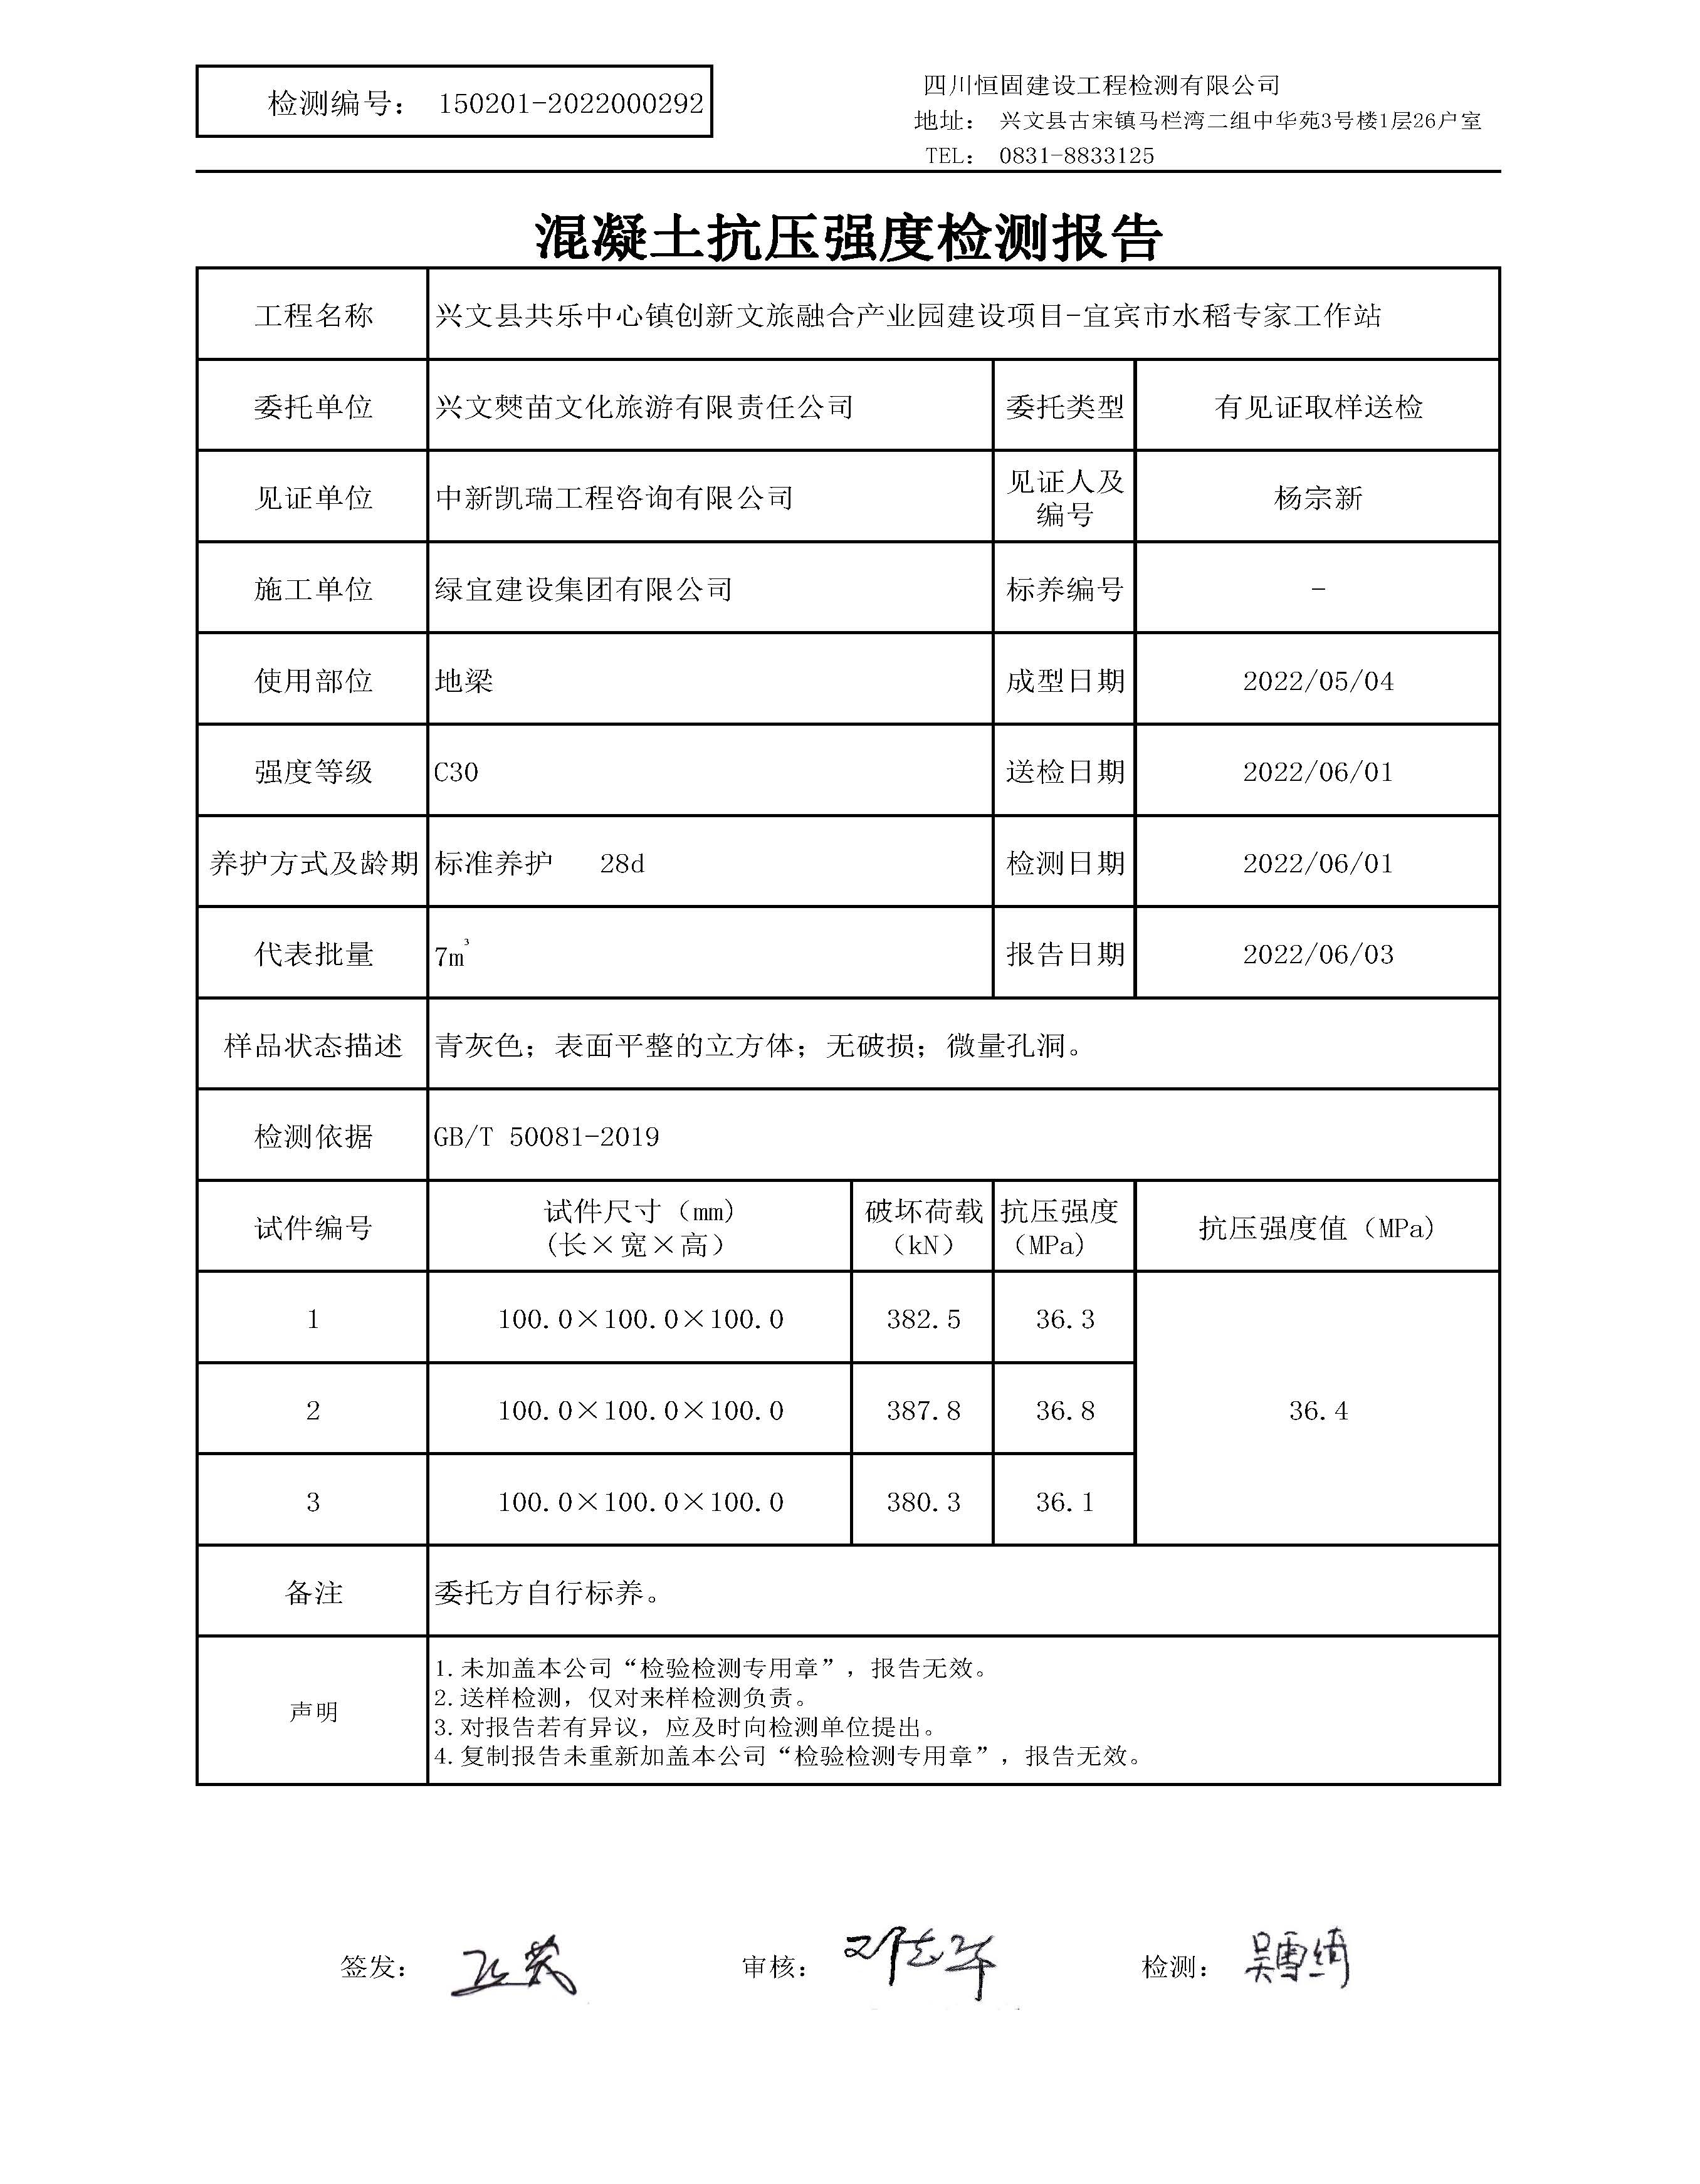 检测编号： 150201-2022000292
四川恒固建设工程检测有限公司
地址： 兴文县古宋镇马栏湾二组中华苑3号楼1层26户室
TEL： 0831-8833125
混凝土抗压强度检测报告
工程名称 兴文县共乐中心镇创新文旅融合产业园建设项目-宜宾市水稻专家工作站
委托单位 兴文僰苗文化旅游有限责任公司 委托类型 有见证取样送检
见证单位 中新凯瑞工程咨询有限公司 见证人及
编号 杨宗新
施工单位 绿宜建设集团有限公司 标养编号 -
使用部位 地梁 成型日期 2022/05/04
强度等级 C30 送检日期 2022/06/01
养护方式及龄期 标准养护 28d 检测日期 2022/06/01
代表批量 7m³ 报告日期 2022/06/03
样品状态描述 青灰色；表面平整的立方体；无破损；微量孔洞。
检测依据 GB/T 50081-2019
试件编号 试件尺寸（mm）
(长×宽×高） 破坏荷载
（kN） 抗压强度
（MPa） 抗压强度值（MPa）
1 100.0×100.0×100.0 382.5 36.3
2 100.0×100.0×100.0 387.8 36.8 36.4
3 100.0×100.0×100.0 380.3 36.1
备注 委托方自行标养。
声明
1.未加盖本公司“检验检测专用章”，报告无效。
2.送样检测，仅对来样检测负责。
3.对报告若有异议，应及时向检测单位提出。
4.复制报告未重新加盖本公司“检验检测专用章”，报告无效。
签发： 审核： 邓志军 检测： 吴雪绮